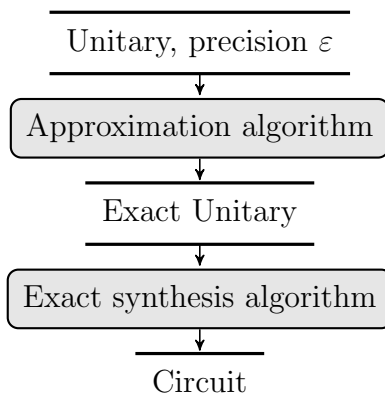 Unitary, precision ε
Approximation algorithm
Exact Unitary
Exact synthesis algorithm
Circuit